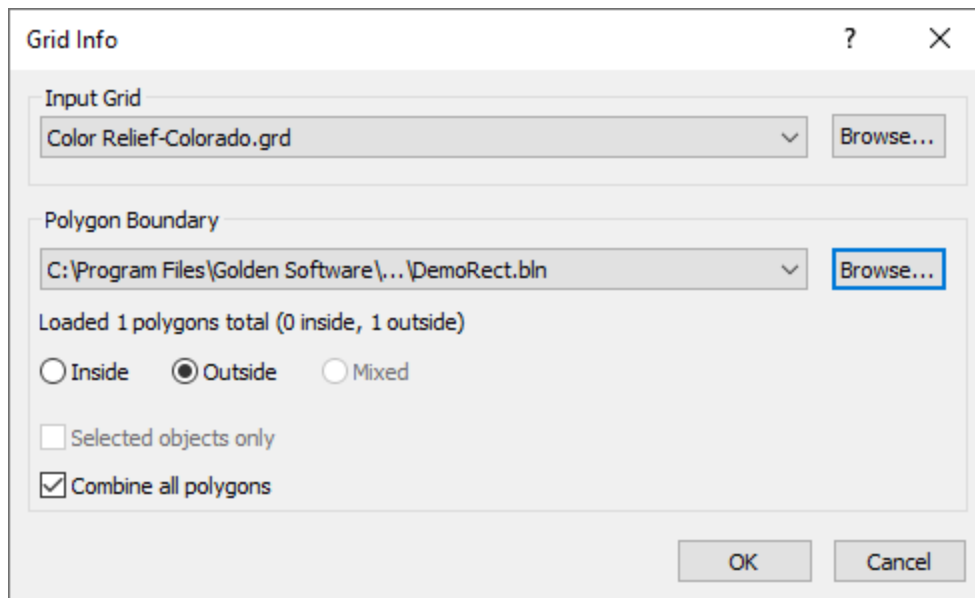 Grid Info
?
Input Grid
Color Relief-Colorado.grd
Browse...
Polygon Boundary
C:\Program Files\Golden Software\...\DemoRect.bln
Browse...
Loaded 1 polygons total (0 inside, 1 outside)
Inside Outside Mixed
Selected objects only
Combine all polygons
OK Cancel